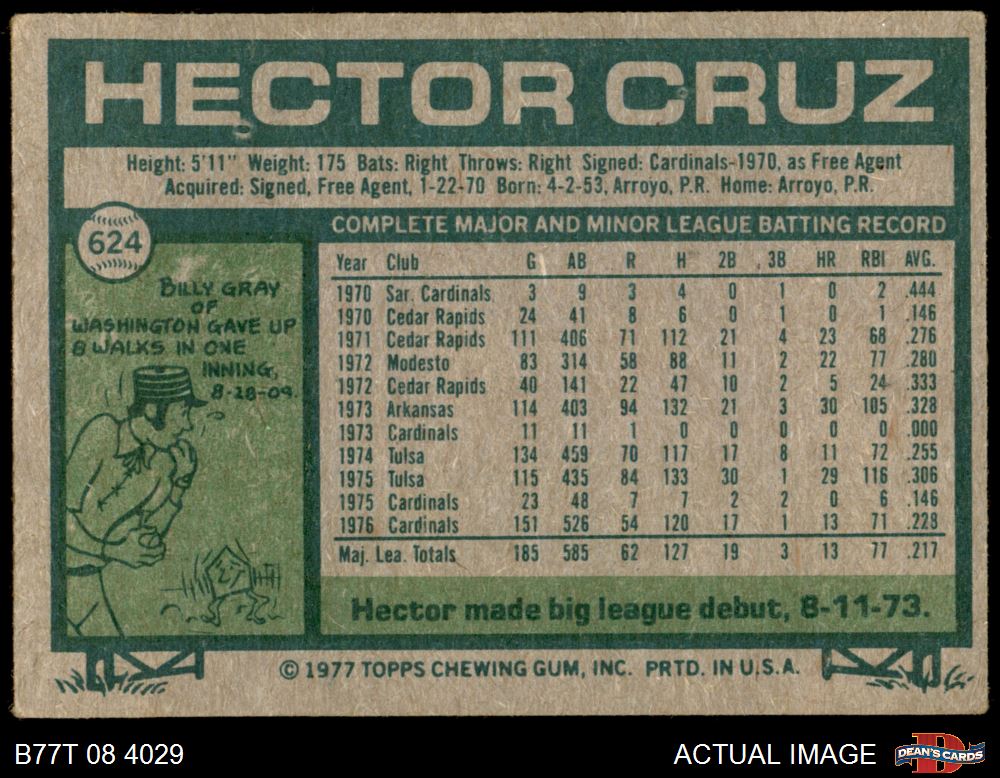 HECTOR CRUZ
Height: 5'11" Weight: 175 Bats: Right Throws: Right Signed: Cardinals-1970, as Free Agent
Acquired: Signed, Free Agent, 1-22-70 Born: 4-2-53, Arroyo, P.R. Home: Arroyo, P.R.
624
BILLY GRAY
OF
WASHINGTON GAVE UP
8 WALKS IN ONE
INNING,
8-28-09.
COMPLETE MAJOR AND MINOR LEAGUE BATTING RECORD
Year Club G AB R H 2B 3B HR RBI AVG.
1970 Sar. Cardinals 3 9 3 4 0 1 0 2 .444
1970 Cedar Rapids 24 41 8 6 0 1 0 1 .146
1971 Cedar Rapids 111 406 71 112 21 4 23 68 .276
1972 Modesto 83 314 58 88 11 2 22 77 .280
1972 Cedar Rapids 40 141 22 47 10 2 5 24 .333
1973 Arkansas 114 403 94 132 21 3 30 105 .328
1973 Cardinals 11 11 1 0 0 0 0 0 .000
1974 Tulsa 134 459 70 117 17 8 11 72 .255
1975 Tulsa 115 435 84 133 30 1 29 116 .306
1975 Cardinals 23 48 7 7 2 2 0 6 .146
1976 Cardinals 151 526 54 120 17 1 13 71 .228
Maj. Lea. Totals 185 585 62 127 19 3 13 77 .217
Hector made big league debut, 8-11-73.
© 1977 TOPPS CHEWING GUM, INC. PRTD. IN U.S.A.
B77T 08 4029
ACTUAL IMAGE
D
DEAN'S CARDS